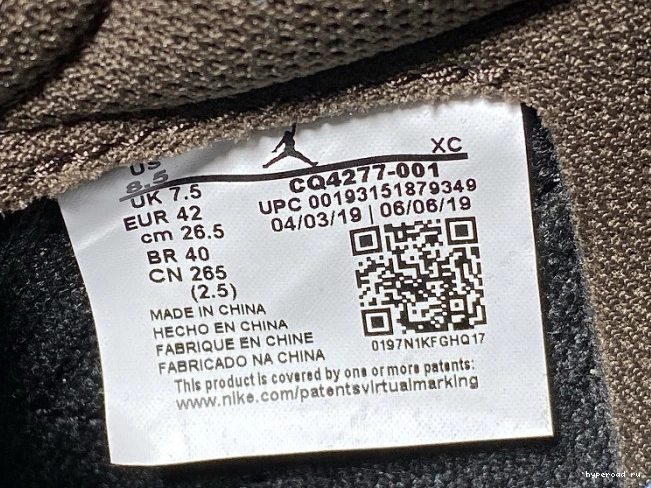 US
8.5
UK 7.5
EUR 42
cm 26.5
BR 40
CN 265
(2.5)
XC
CQ4277-001
UPC 00193151879349
04/03/19 | 06/06/19
0197N1KFGHQ17
MADE IN CHINA
HECHO EN CHINA
FABRIQUE EN CHINE
FABRICADO NA CHINA
This product is covered by one or more patents:
www.nike.com/patentsvirtualmarking
hyperoad ru